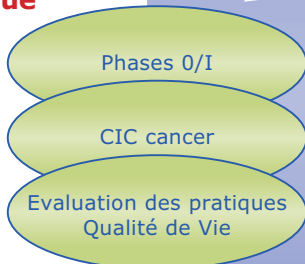 ue
Phases 0/I
CIC cancer
Evaluation des pratiques
Qualité de Vie